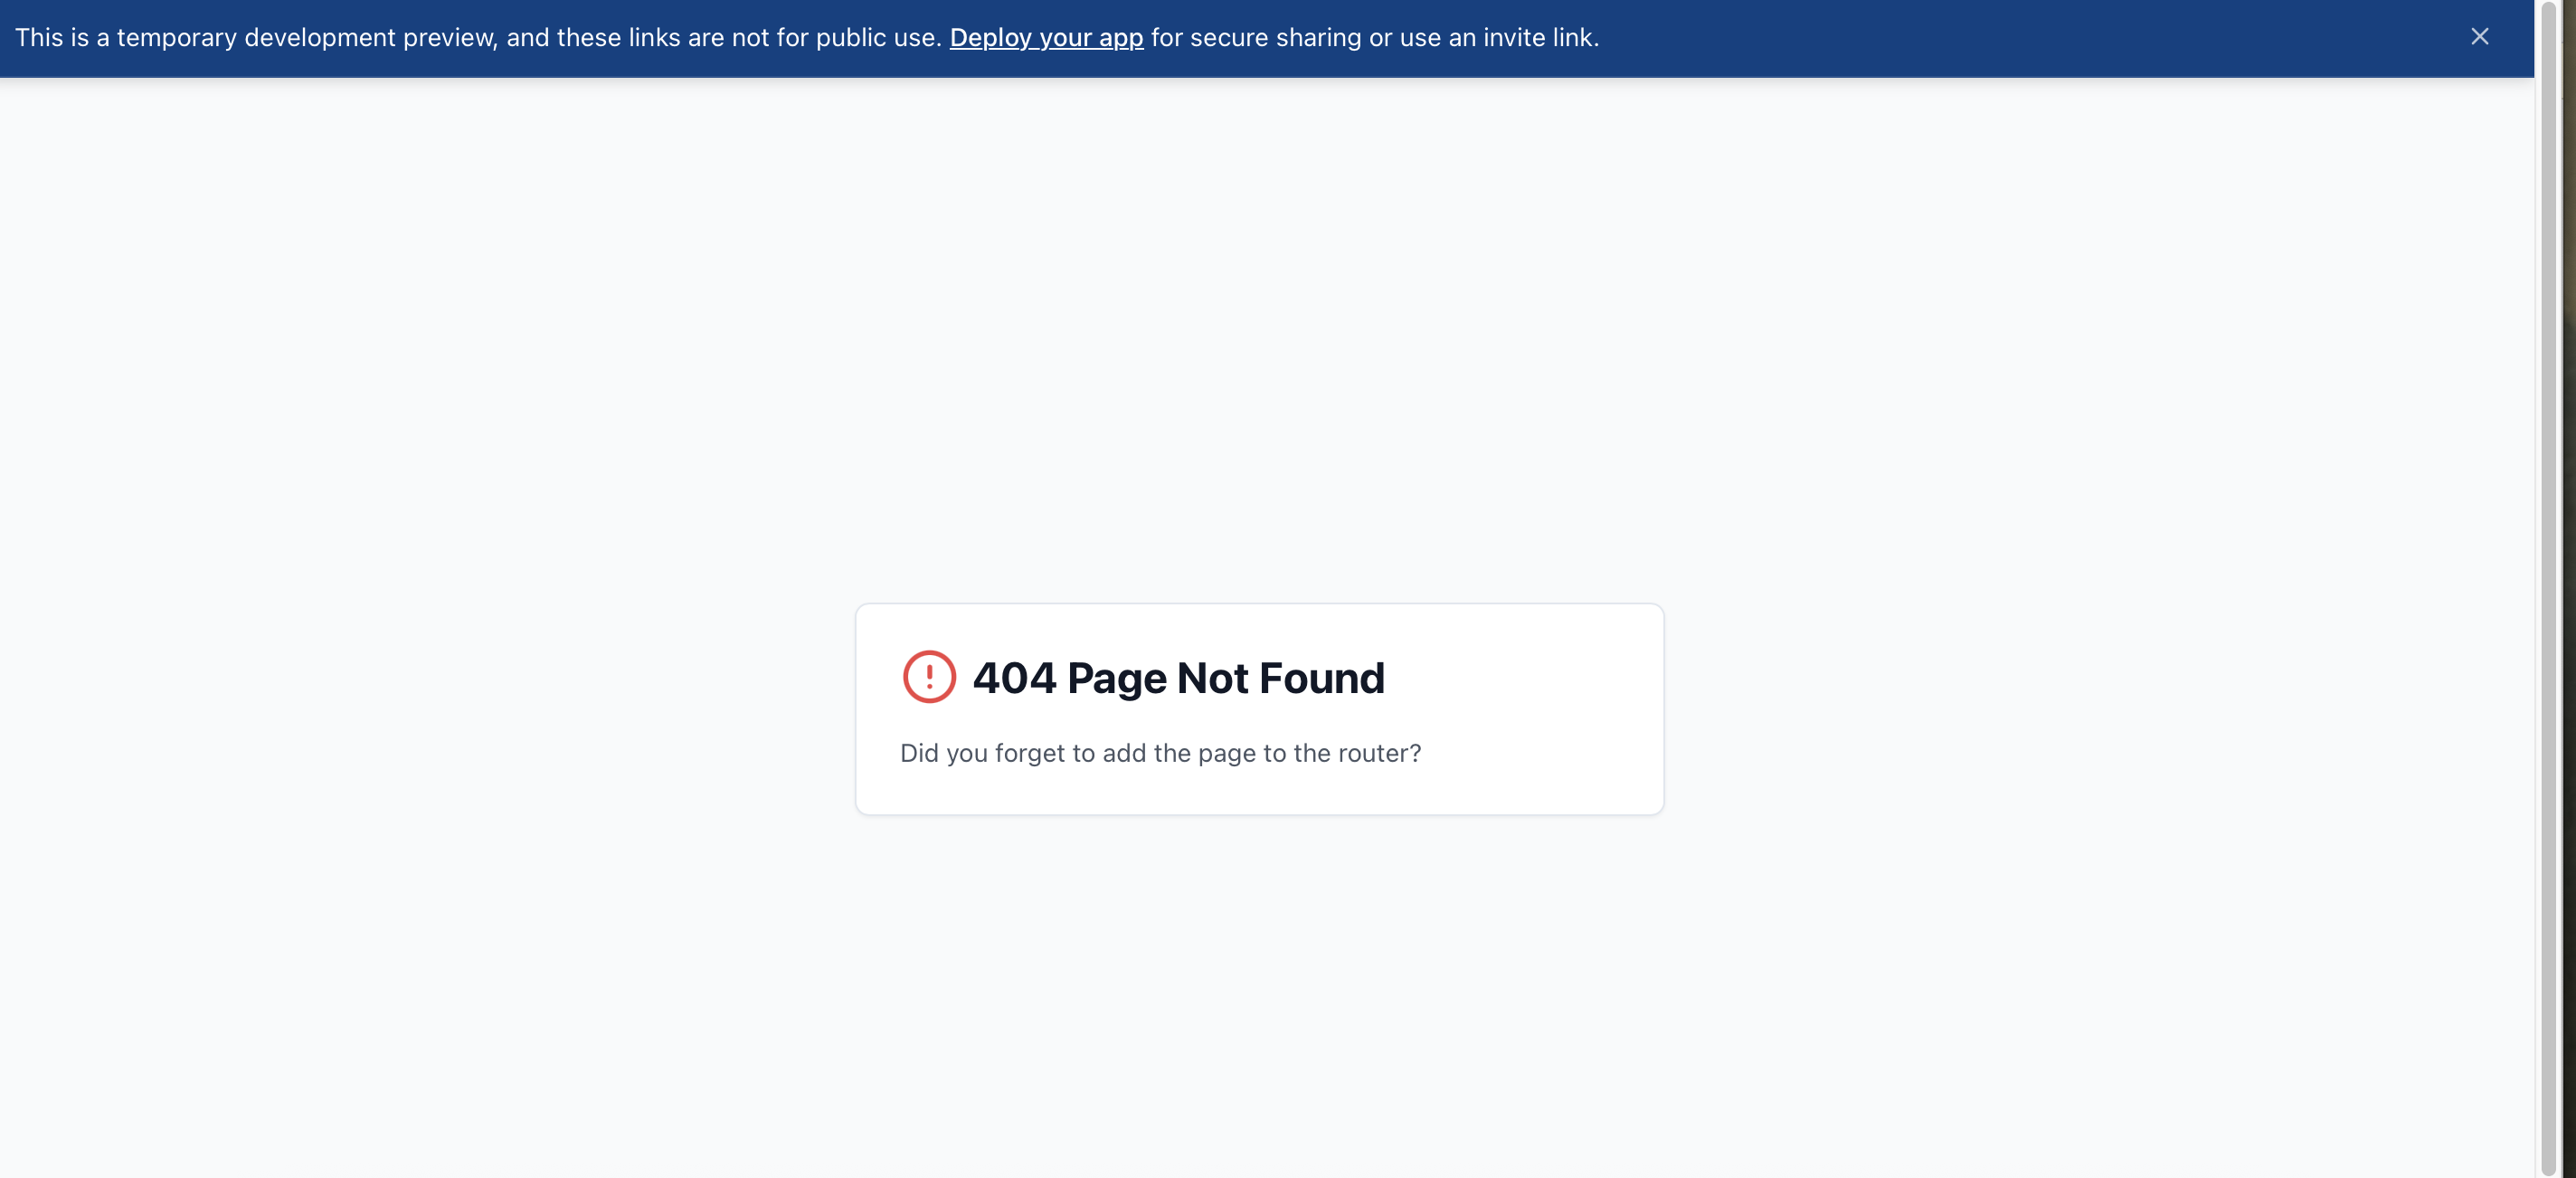 This is a temporary development preview, and these links are not for public use. Deploy your app for secure sharing or use an invite link.
404 Page Not Found
Did you forget to add the page to the router?